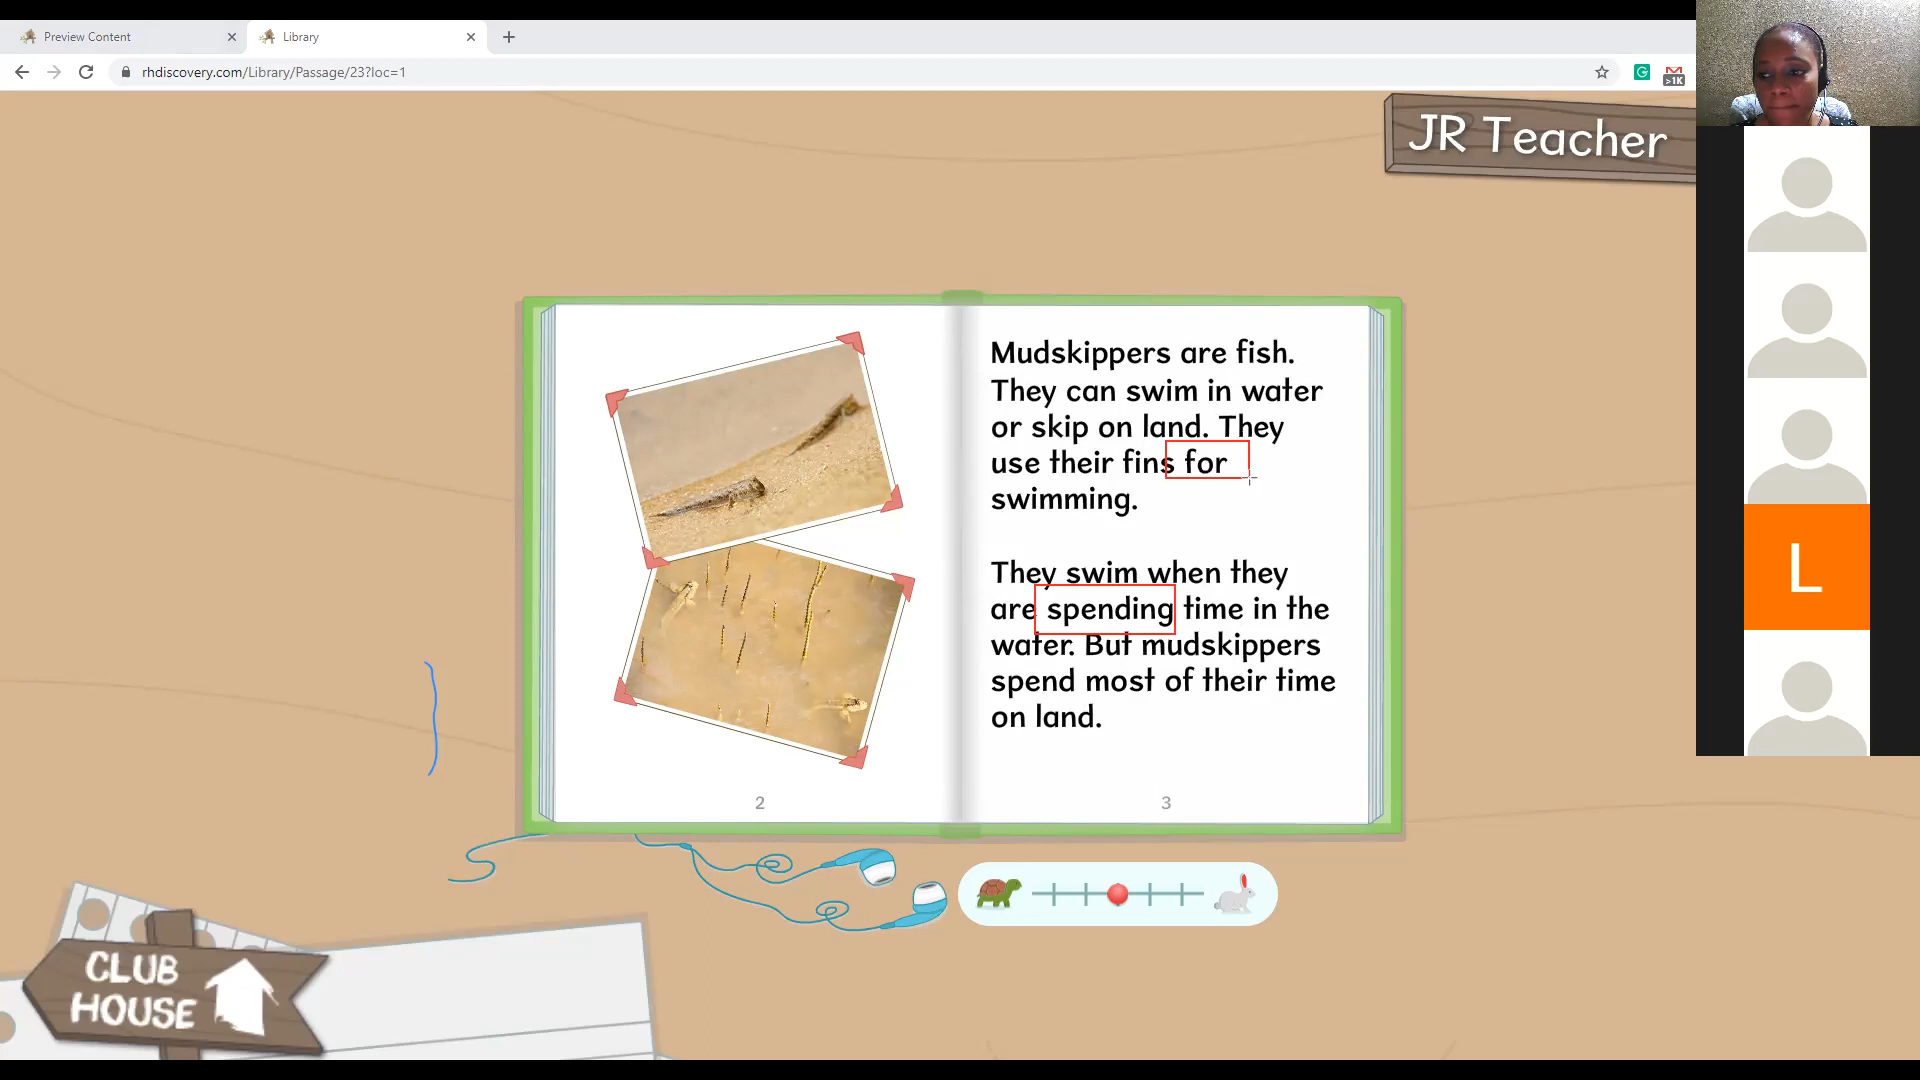 Preview Content
Library
rhdiscovery.com/Library/Passage/23?loc=1
G
>1K
JR Teacher
Mudskippers are fish.
They can swim in water
or skip on land. They
use their fins for
swimming.
They swim when they
are spending time in the
water. But mudskippers
spend most of their time
on land.
2
3
L
CLUB
HOUSE